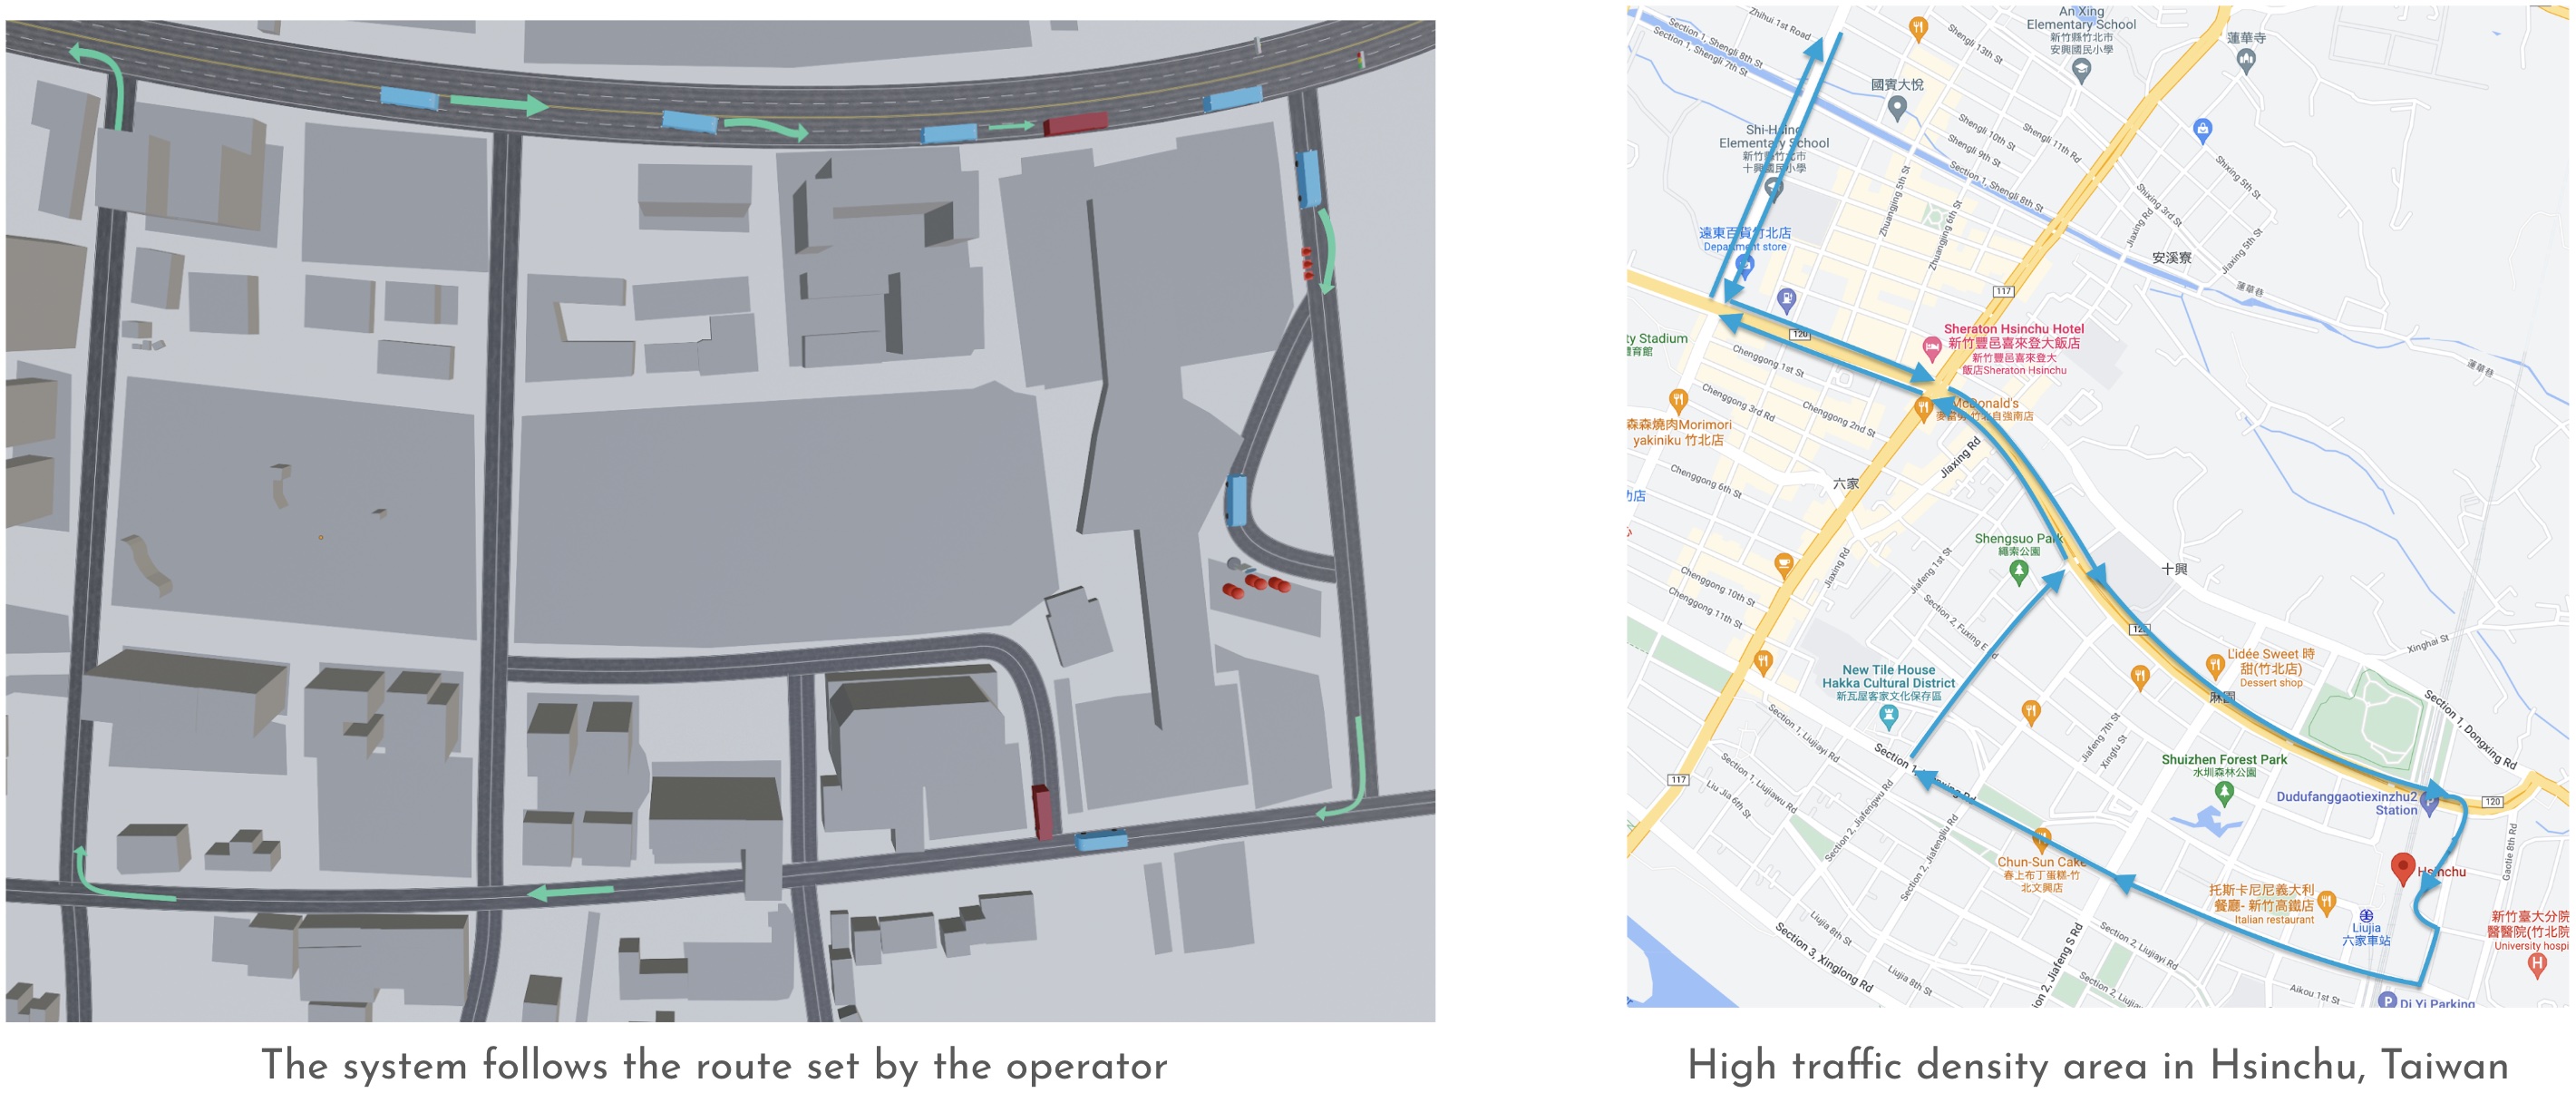 Zhihui 1st Road
Section 1, Shengli 8th St
Section 1, Shengli 7th St
An Xing
Elementary School
新竹縣竹北市
安興國民小學
Shengli 13th St
蓮華寺
國賓大悅
Shi-Hsing
Elementary School
新竹縣竹北市
十興國民小學
Shengli 10th St
Shengli 11th Rd
Shengli 9th St
Section 1, Shengli 8th St
Shixing 5th St
Shixing 3rd St
Zhuangjing 5th St
Zhuangjing 6th St
Jiaxing Rd
Jiaxing 5th St
遠東百貨竹北店
Department store
安溪寮
蓮華巷
117
蓮華巷
ty Stadium
體育館
120
Sheraton Hsinchu Hotel
新竹豐邑喜來登大飯店
新竹豐邑喜來登大
飯店Sheraton Hsinchu
Chenggong 1st St
Chenggong 3rd Rd
Chenggong 2nd St
McDonald's
麥當勞-竹北自強南店
森森燒肉Morimori
yakiniku 竹北店
Jiaxing Rd
Chenggong 6th St
六家
功店
心
Shengsuo Park
繩索公園
Jiaxing Rd
Jiafeng 1st St
十興
Chenggong 10th St
Chenggong 11th St
Section 2, Fuxing E Rd
120
Xinghai St
L'idée Sweet 時
甜(竹北店)
Dessert shop
麻園
New Tile House
Hakka Cultural District
新瓦屋客家文化保存區
Section 1, Dongxing Rd
Section 1, Liujiayi Rd
Jiafeng 7th St
Xingfu St
Shuizhen Forest Park
水圳森林公園
Dudufanggaotiexinzhu2
Station
120
117
Section 1, Liujiawu Rd
Liu Jia 6th St
Section 2, Jiafengwu Rd
Section 2, Jiafengliu Rd
Gaotie 8th Rd
Chun-Sun Cake
春上布丁蛋糕-竹
北文興店
Hsinchu
托斯卡尼尼義大利
餐廳- 新竹高鐵店
Italian restaurant
Liujia
六家車站
新竹臺大分院
醫醫院(竹北院
University hospi
Liujia 8th St
Section 3, Xinglong Rd
Liujia 8th St
ion 2, Jiafeng S Rd
Section 2, Liujiayi Rd
Section 2, Liujia
Aikou 1st St
Di Yi Parking
The system follows the route set by the operator
High traffic density area in Hsinchu, Taiwan